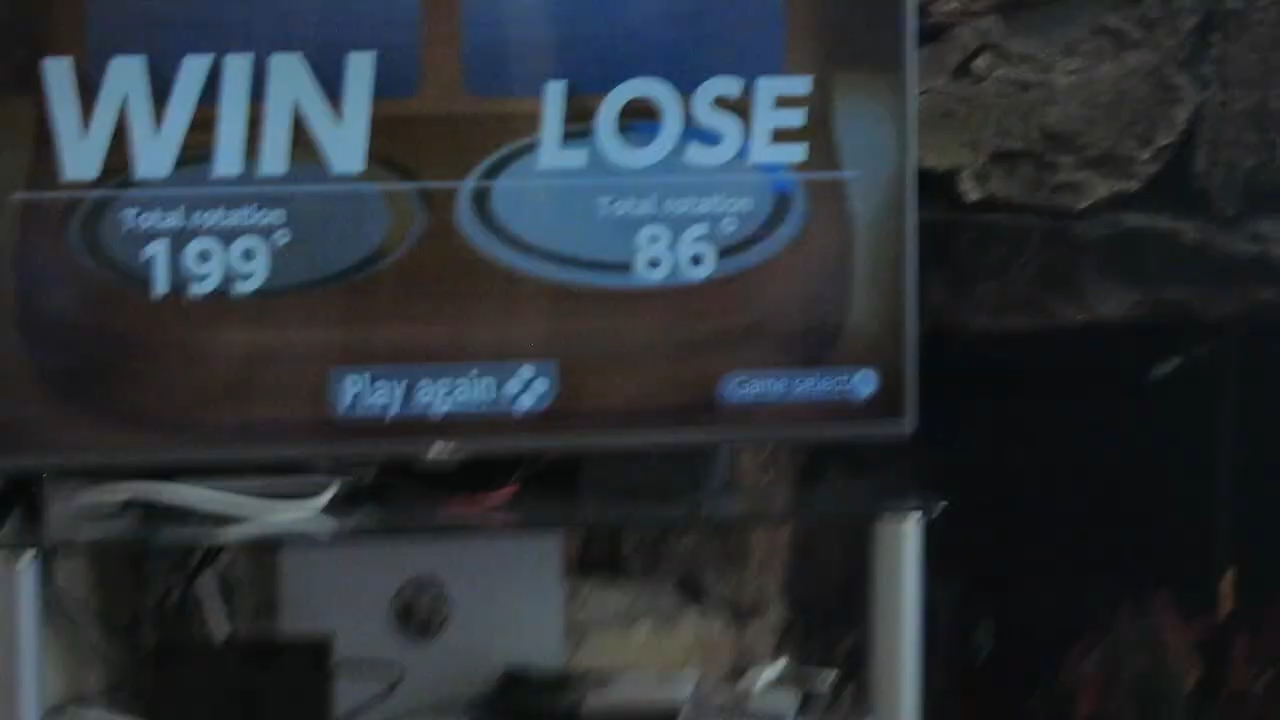 WIN
LOSE
Total rotation
199°
Total rotation
86°
Play again
Game select